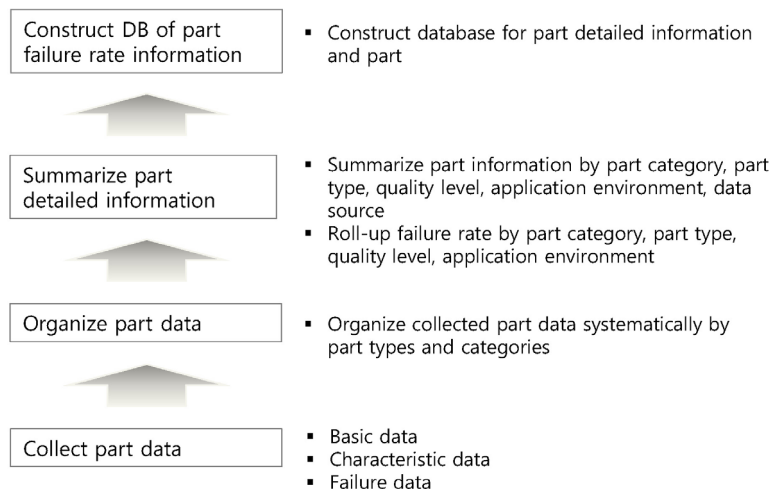 Construct DB of part
failure rate information
▪ Construct database for part detailed information
and part
Summarize part
detailed information
▪ Summarize part information by part category, part
type, quality level, application environment, data
source
▪ Roll-up failure rate by part category, part type,
quality level, application environment
Organize part data
▪ Organize collected part data systematically by
part types and categories
Collect part data
▪ Basic data
▪ Characteristic data
▪ Failure data